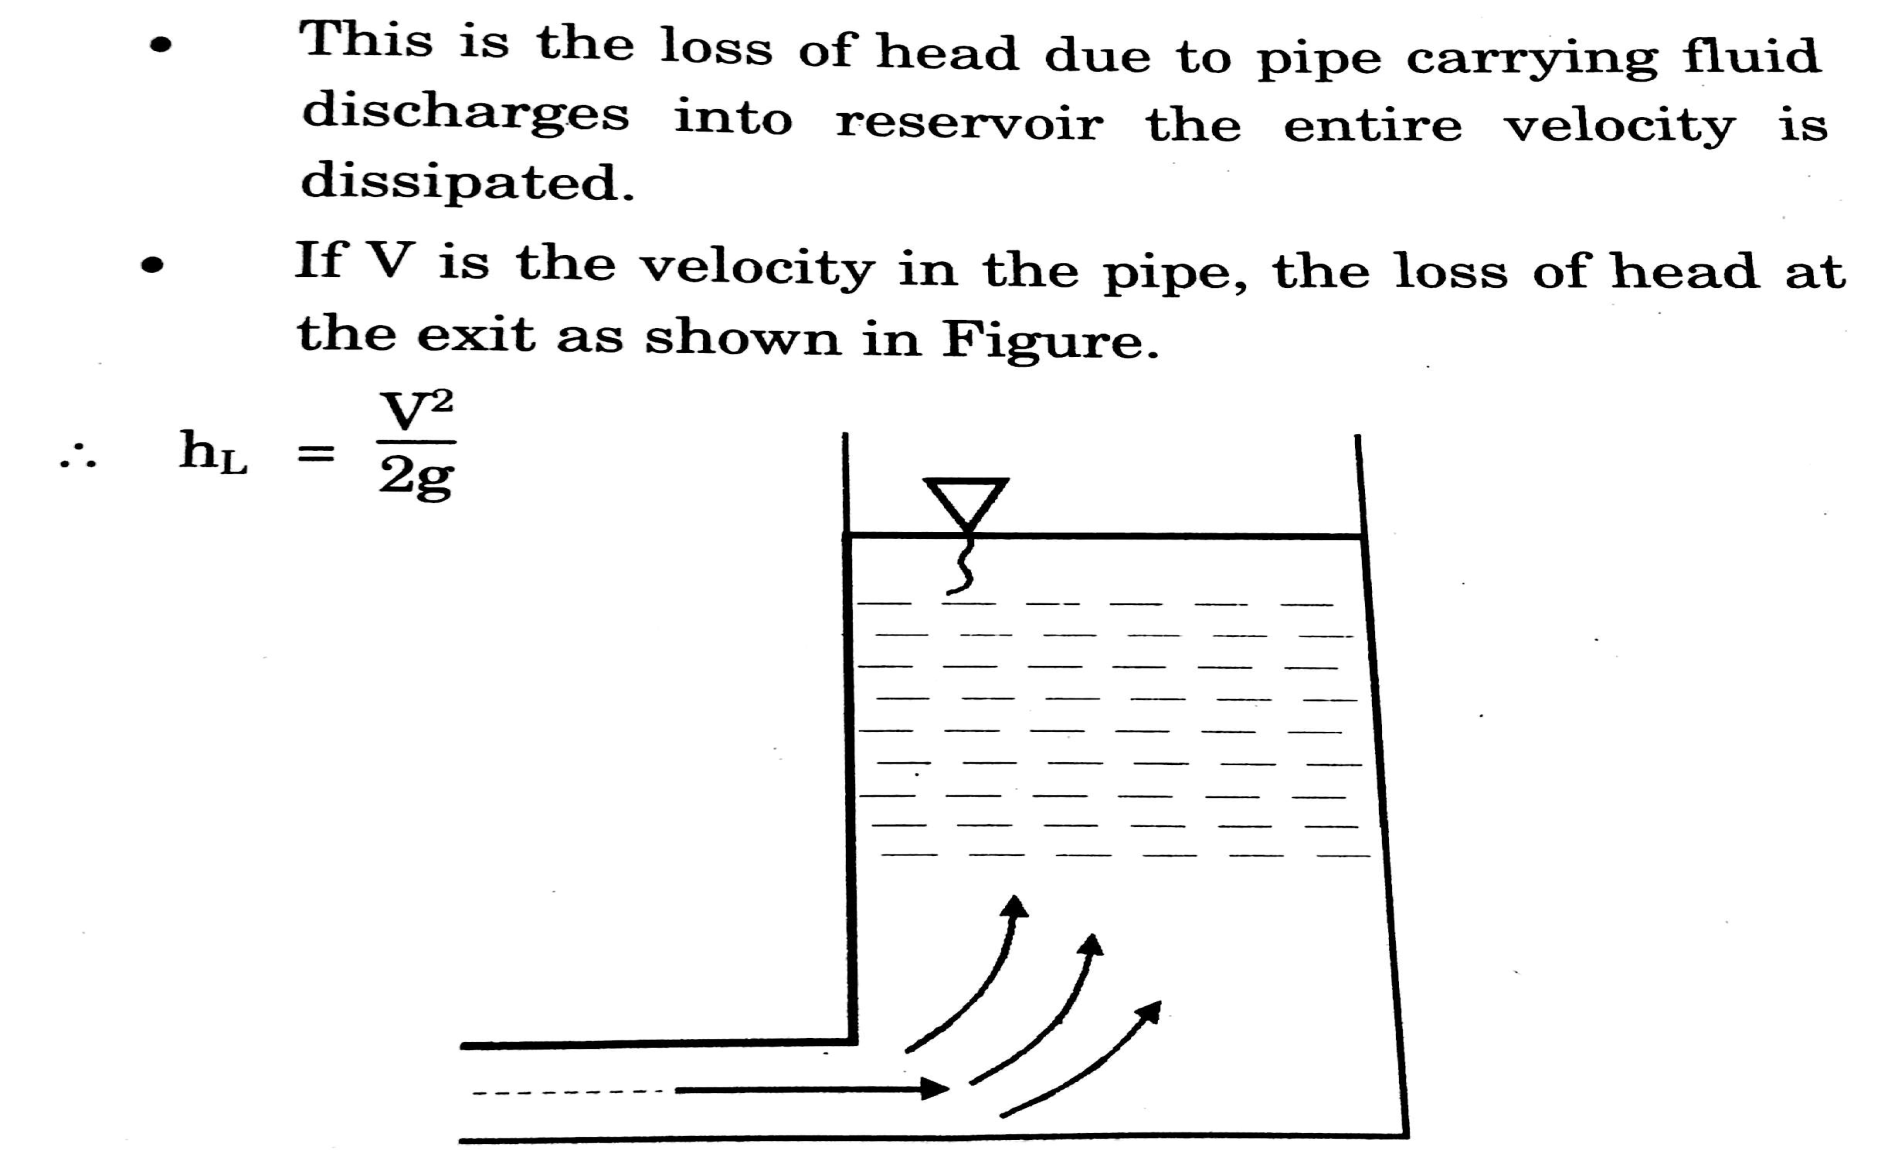 • This is the loss of head due to pipe carrying fluid
discharges into reservoir the entire velocity is
dissipated.
• If V is the velocity in the pipe, the loss of head at
the exit as shown in Figure.
∴ hL = V²/2g